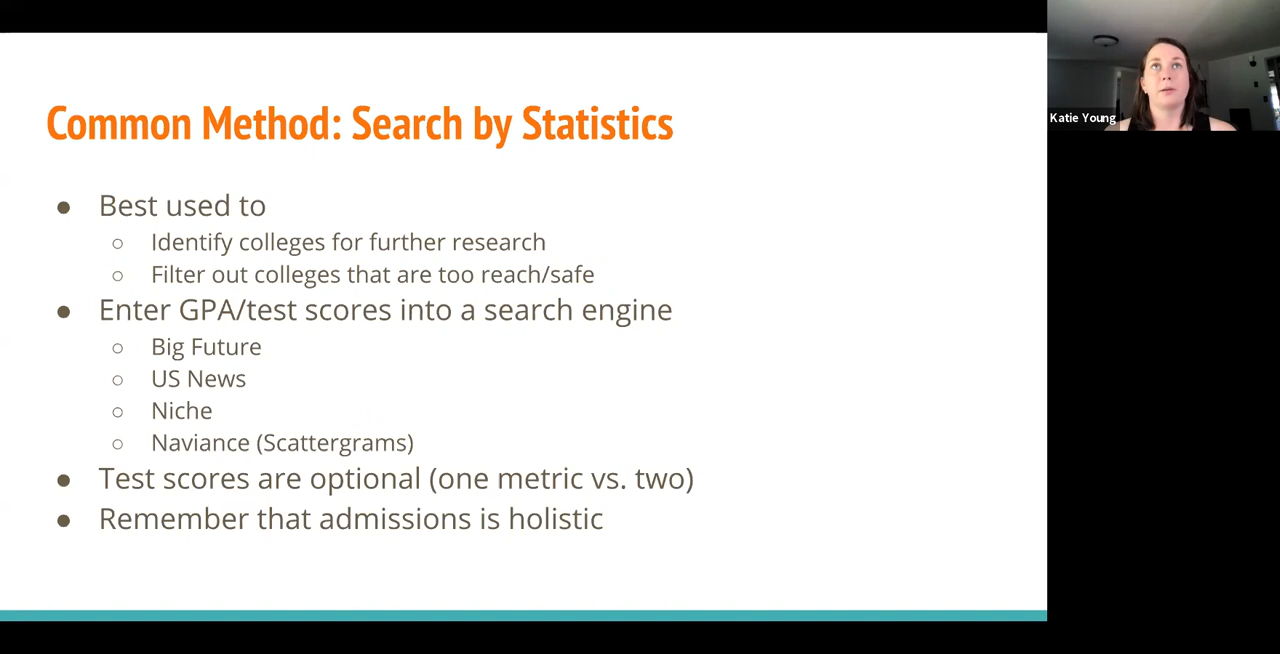 Common Method: Search by Statistics
● Best used to
○ Identify colleges for further research
○ Filter out colleges that are too reach/safe
● Enter GPA/test scores into a search engine
○ Big Future
○ US News
○ Niche
○ Naviance (Scattergrams)
● Test scores are optional (one metric vs. two)
● Remember that admissions is holistic
Katie Young